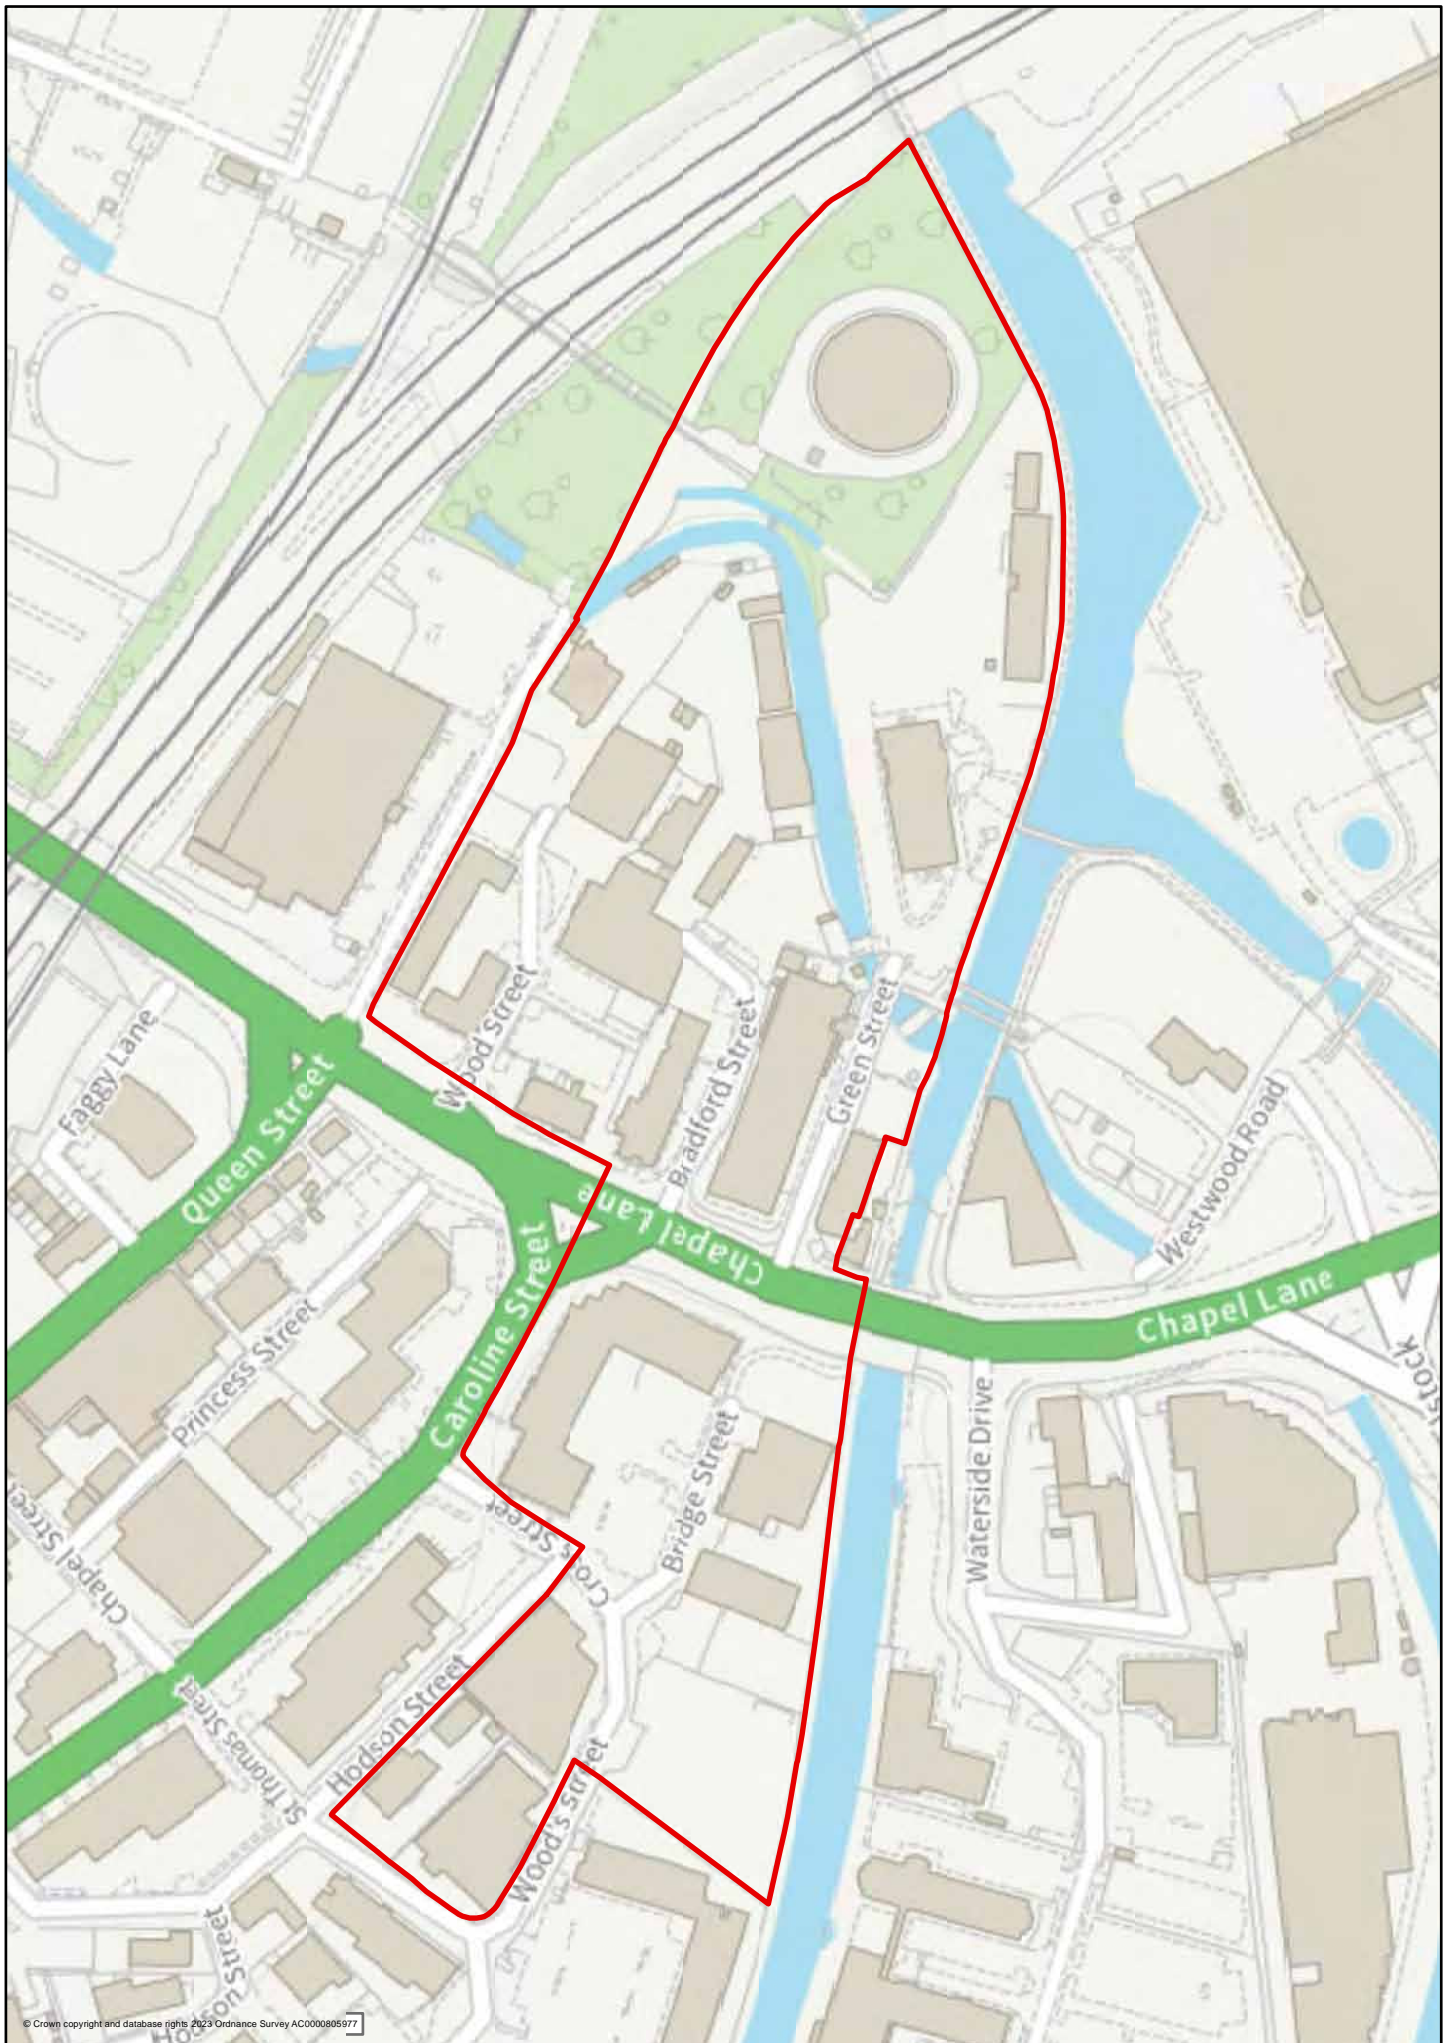 Faggy Lane
Queen Street
Wood Street
Bradford Street
Green Street
Chapel Lane
Westwood Road
Chapel Lane
Caroline Street
Princess Street
Chapel Street
Cross Street
Bridge Street
Waterside Drive
St Thomas Street
Hodson Street
Wood's street
Hodson Street
© Crown copyright and database rights 2023 Ordnance Survey AC0000805977